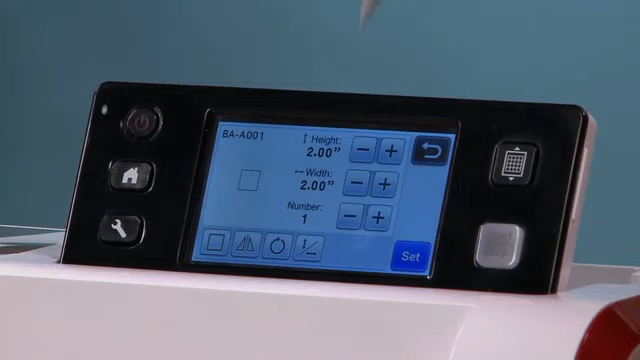 BA-A001
Height:
2.00"
Width:
2.00"
Number:
1
Set